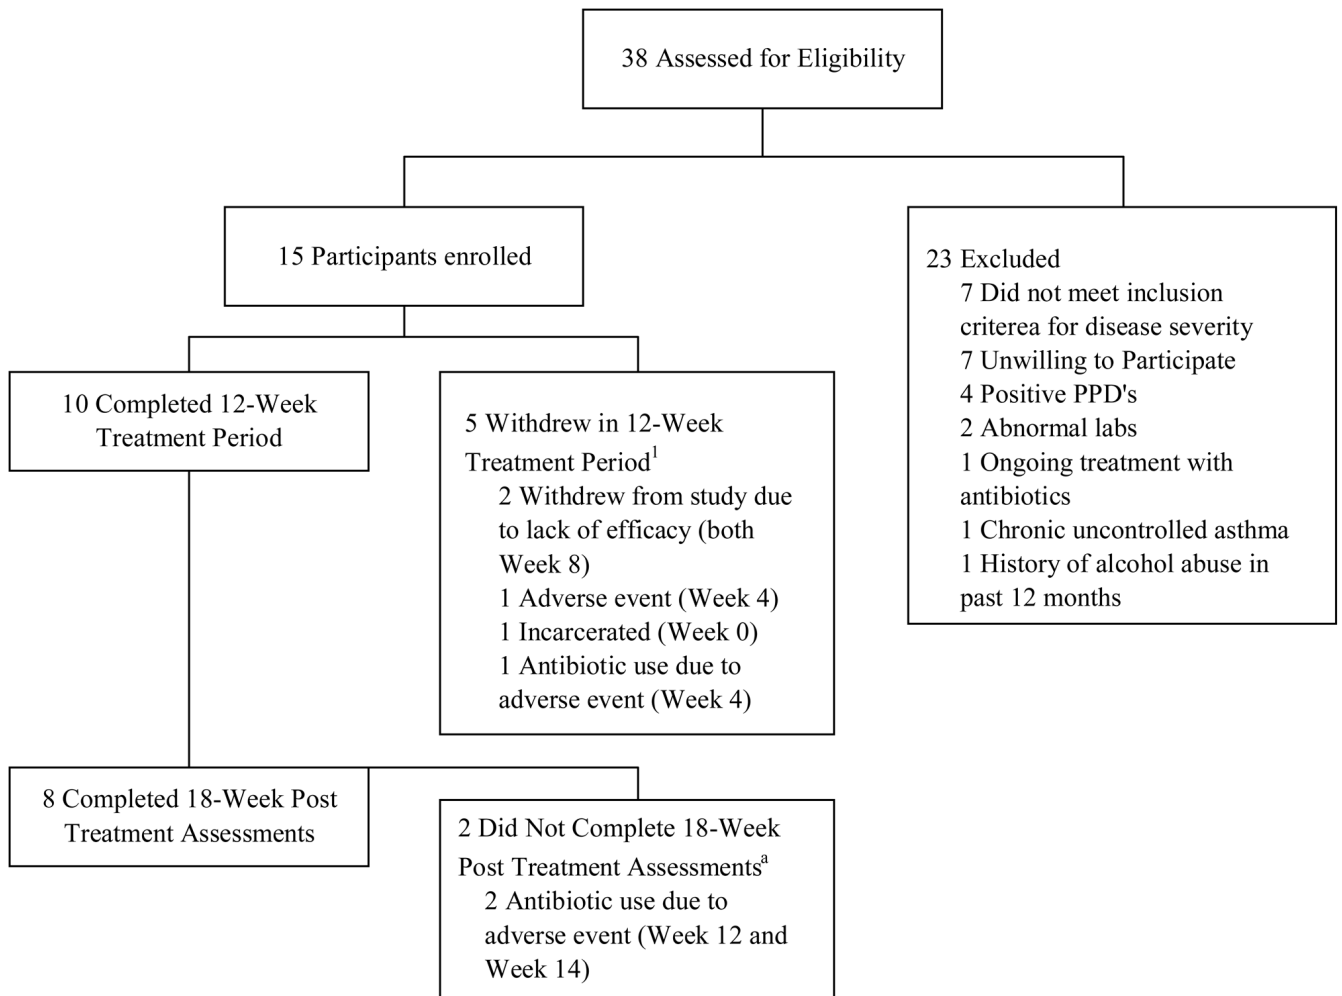 38 Assessed for Eligibility
15 Participants enrolled
23 Excluded
7 Did not meet inclusion
criterea for disease severity
7 Unwilling to Participate
4 Positive PPD's
2 Abnormal labs
1 Ongoing treatment with
antibiotics
1 Chronic uncontrolled asthma
1 History of alcohol abuse in
past 12 months
10 Completed 12-Week
Treatment Period
5 Withdrew in 12-Week
Treatment Period¹
2 Withdrew from study due
to lack of efficacy (both
Week 8)
1 Adverse event (Week 4)
1 Incarcerated (Week 0)
1 Antibiotic use due to
adverse event (Week 4)
8 Completed 18-Week Post
Treatment Assessments
2 Did Not Complete 18-Week
Post Treatment Assessmentsᵃ
2 Antibiotic use due to
adverse event (Week 12 and
Week 14)